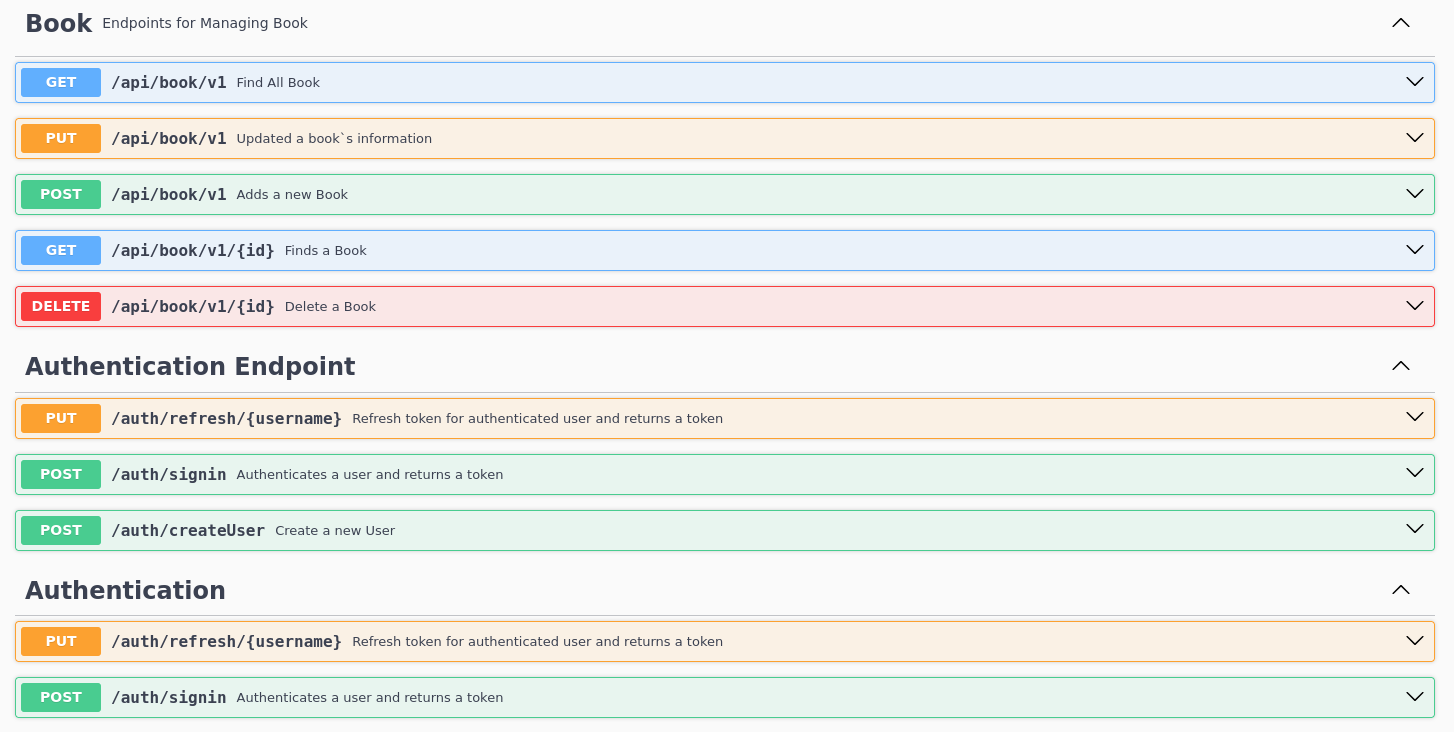 Book Endpoints for Managing Book
GET /api/book/v1 Find All Book
PUT /api/book/v1 Updated a book`s information
POST /api/book/v1 Adds a new Book
GET /api/book/v1/{id} Finds a Book
DELETE /api/book/v1/{id} Delete a Book
Authentication Endpoint
PUT /auth/refresh/{username} Refresh token for authenticated user and returns a token
POST /auth/signin Authenticates a user and returns a token
POST /auth/createUser Create a new User
Authentication
PUT /auth/refresh/{username} Refresh token for authenticated user and returns a token
POST /auth/signin Authenticates a user and returns a token